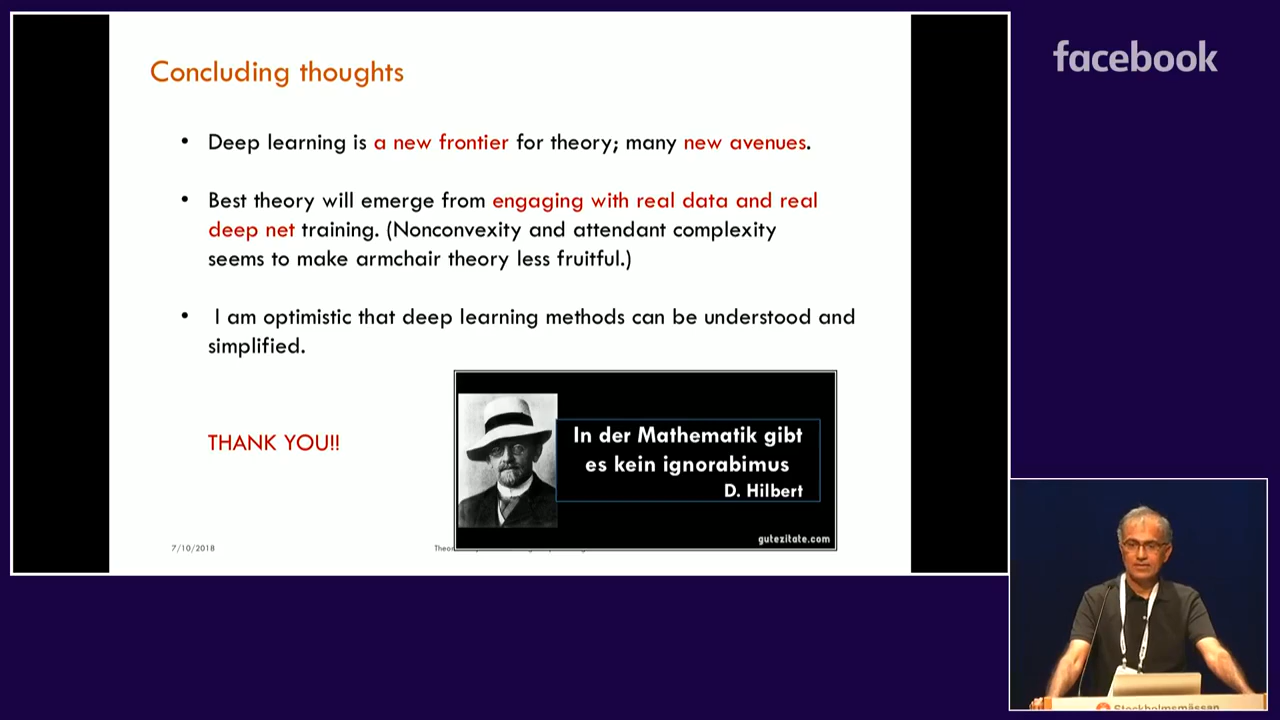 facebook
Concluding thoughts
• Deep learning is a new frontier for theory; many new avenues.
• Best theory will emerge from engaging with real data and real
deep net training. (Nonconvexity and attendant complexity
seems to make armchair theory less fruitful.)
• I am optimistic that deep learning methods can be understood and
simplified.
THANK YOU!!
In der Mathematik gibt
es kein ignorabimus
D. Hilbert
gutezitate.com
7/10/2018
Stockholmsmässan